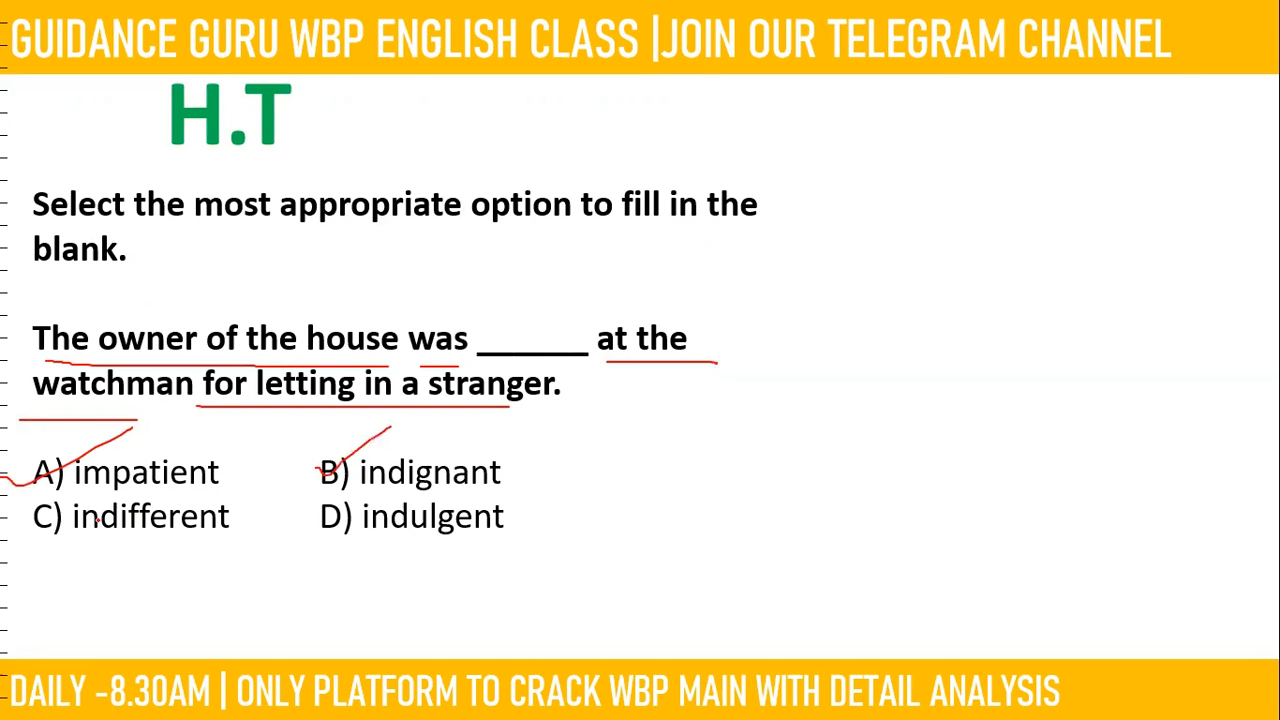 GUIDANCE GURU WBP ENGLISH CLASS |JOIN OUR TELEGRAM CHANNEL
H.T
Select the most appropriate option to fill in the
blank.
The owner of the house was ______ at the
watchman for letting in a stranger.
A) impatient B) indignant
C) indifferent D) indulgent
DAILY -8.30AM | ONLY PLATFORM TO CRACK WBP MAIN WITH DETAIL ANALYSIS